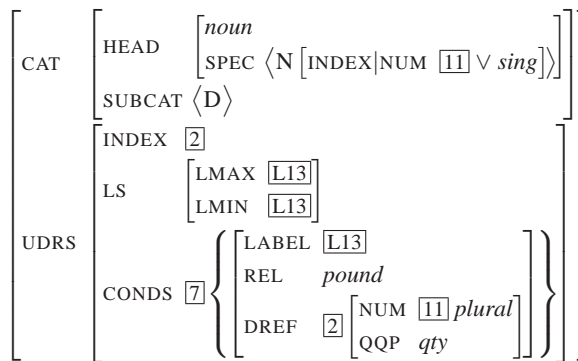 noun
HEAD
CAT
SPEC ⟨N [INDEX|NUM 11 ∨ sing]⟩
SUBCAT ⟨D⟩
INDEX 2
LMAX L13
LS
LMIN L13
UDRS
LABEL L13
REL pound
CONDS 7
NUM 11 plural
DREF 2
QQP qty